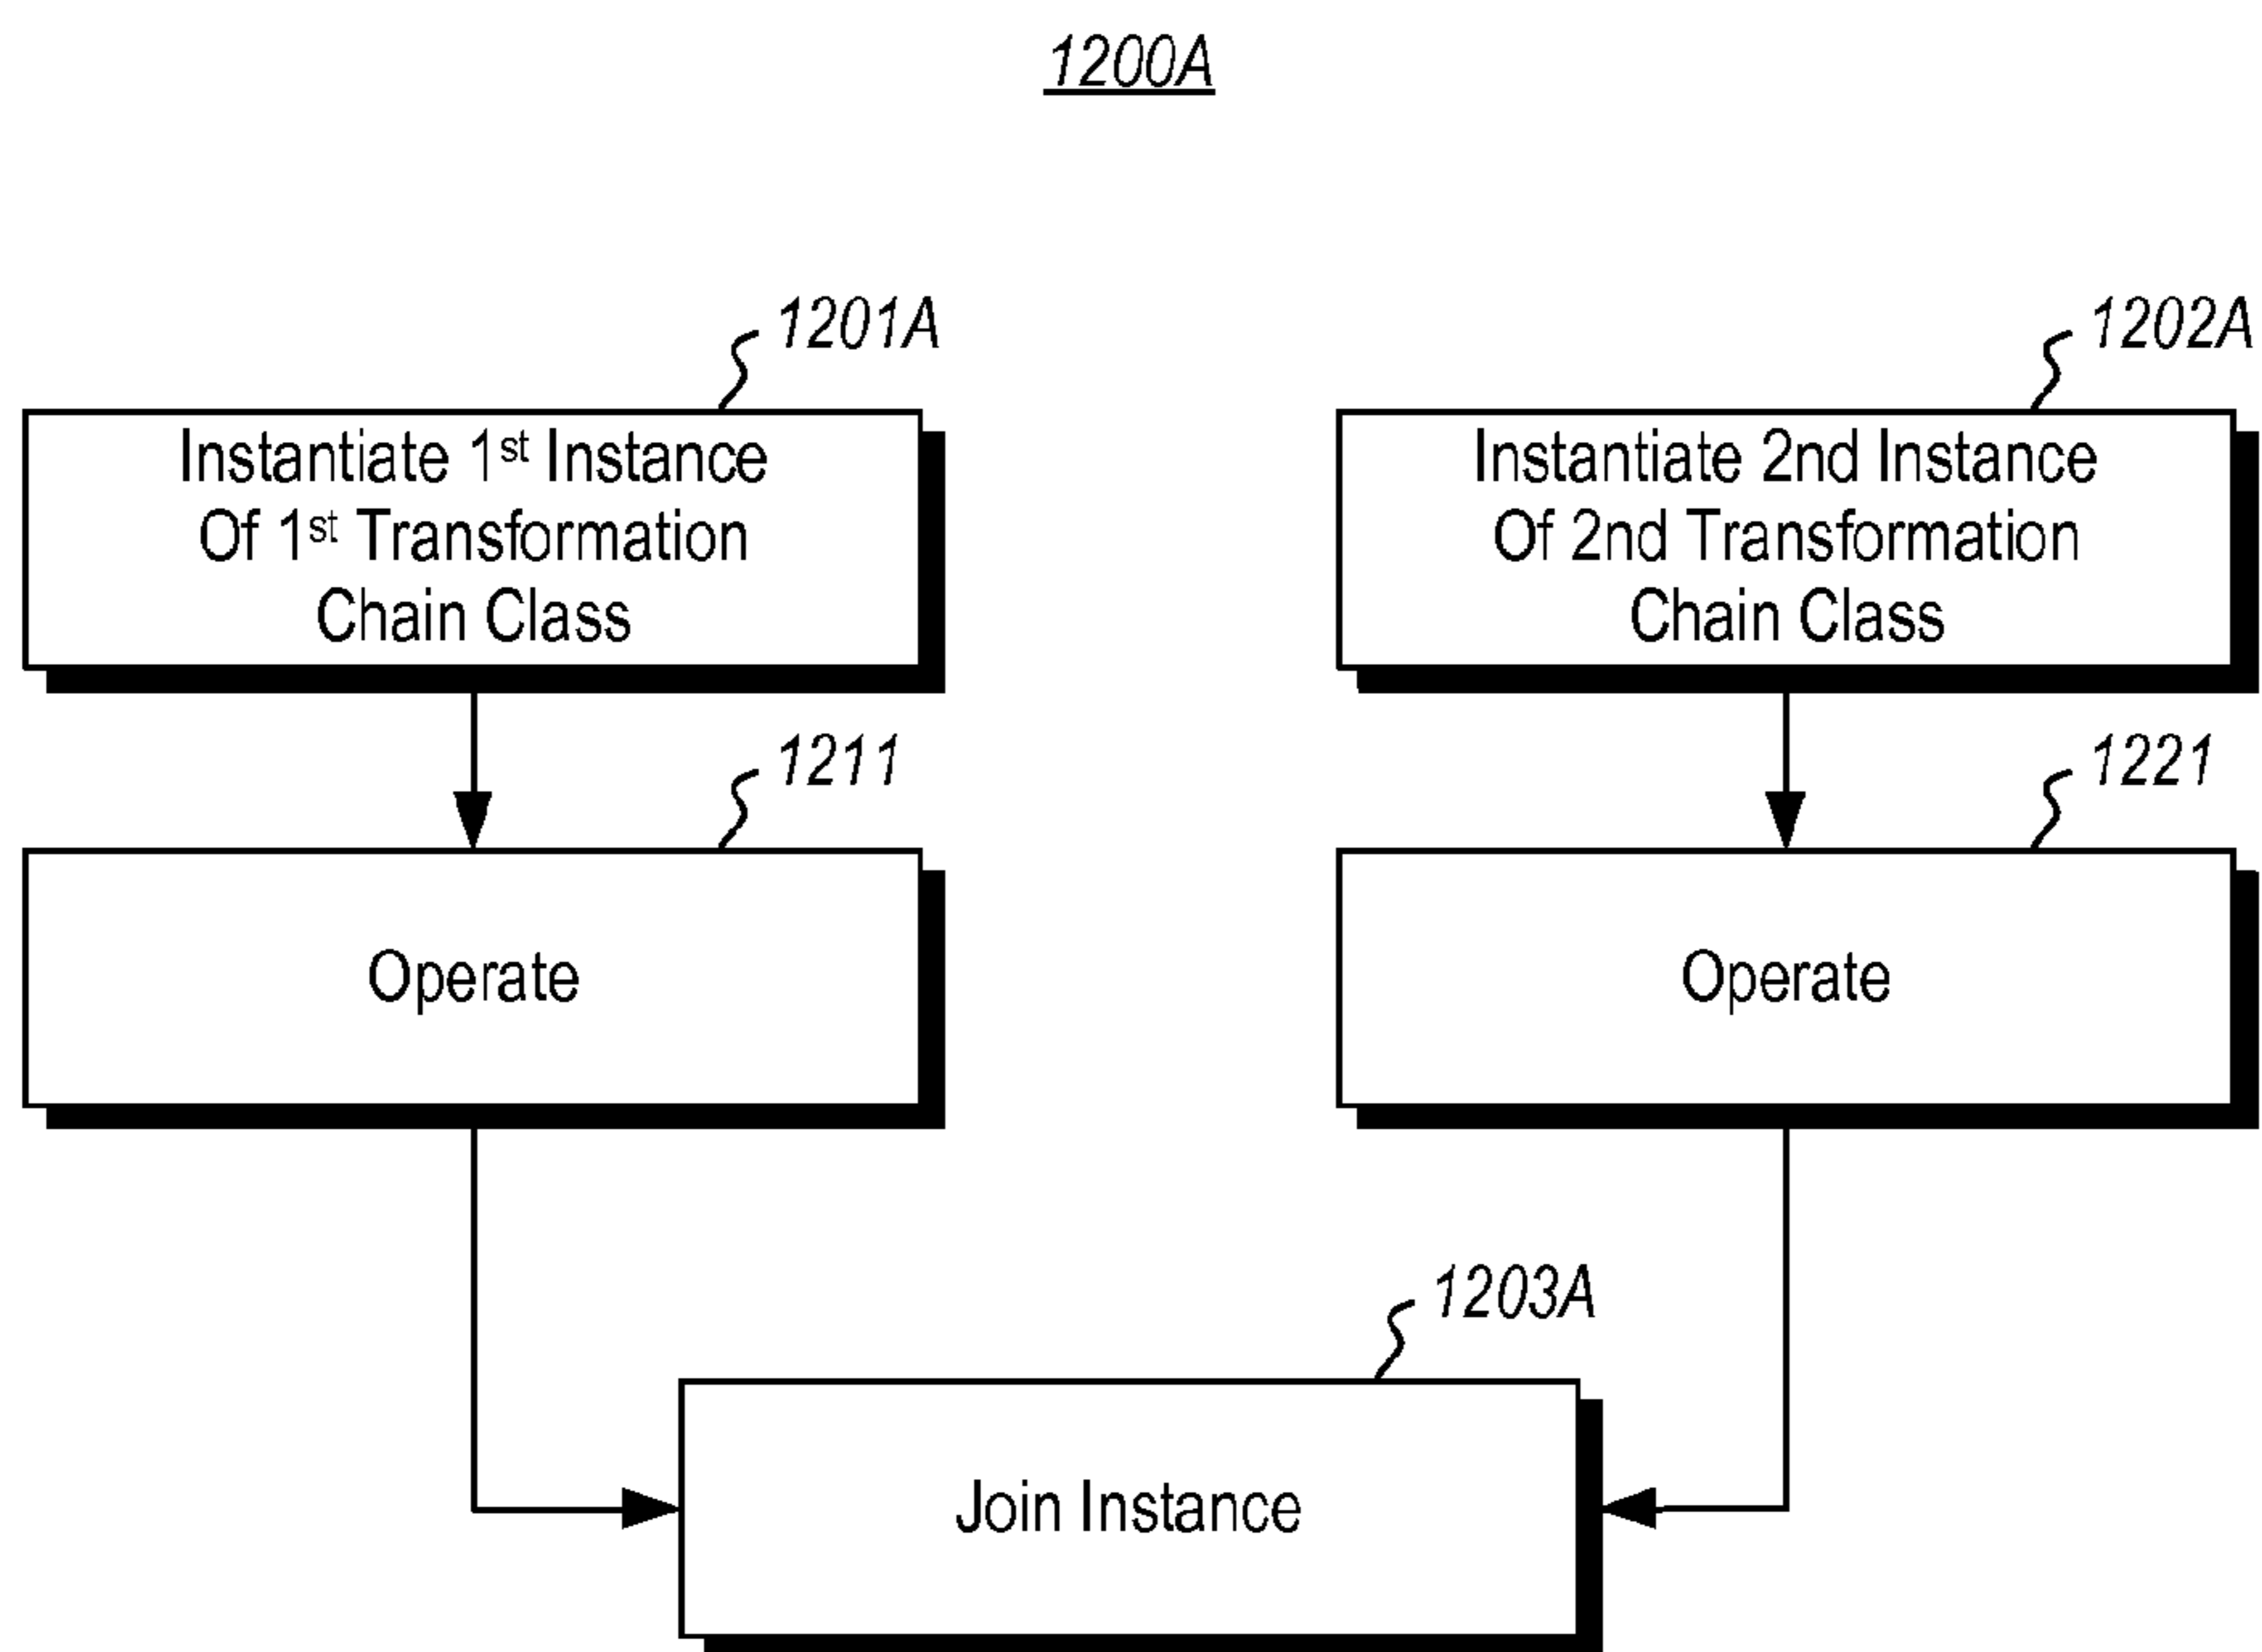 1200A
1201A
Instantiate 1st Instance
Of 1st Transformation
Chain Class
1202A
Instantiate 2nd Instance
Of 2nd Transformation
Chain Class
1211
Operate
1221
Operate
1203A
Join Instance